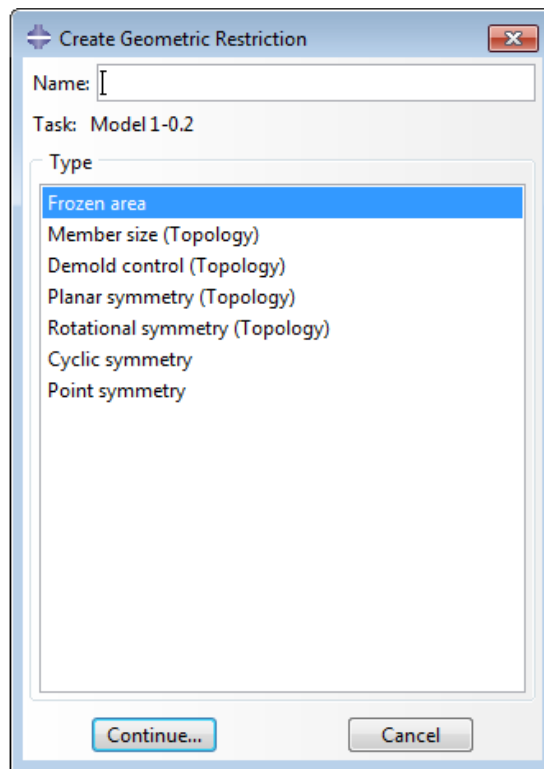 Create Geometric Restriction
Name:
Task: Model 1-0.2
Type
Frozen area
Member size (Topology)
Demold control (Topology)
Planar symmetry (Topology)
Rotational symmetry (Topology)
Cyclic symmetry
Point symmetry
Continue... Cancel